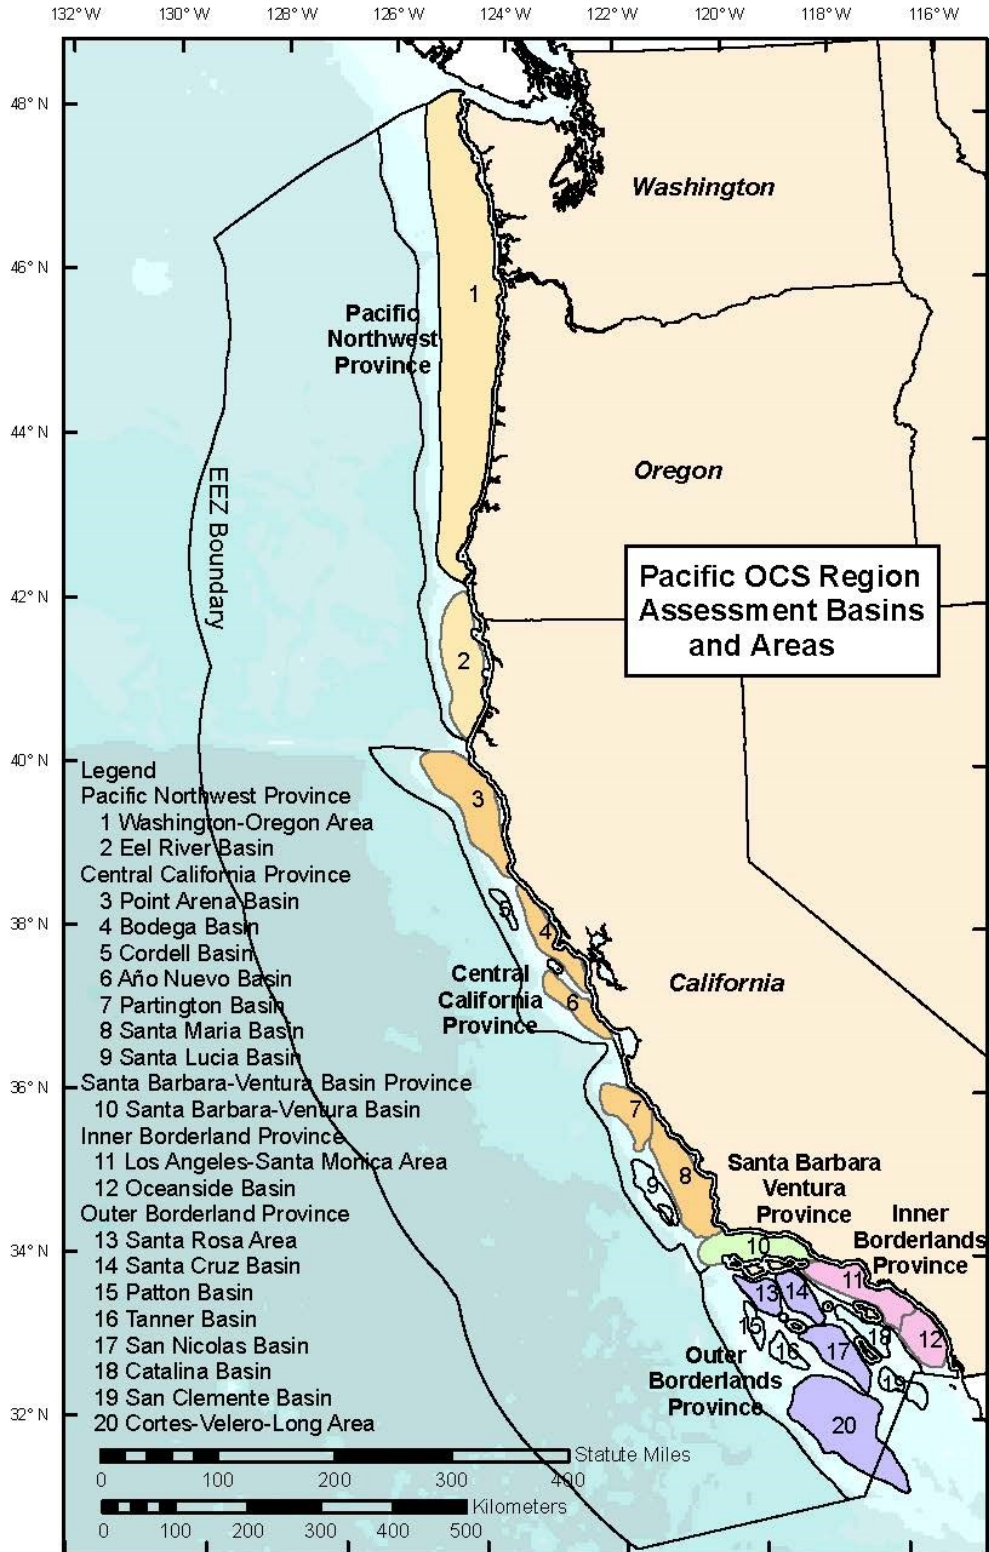 132° W 130° W 128° W 126° W 124° W 122° W 120° W 118° W 116° W
48° N
Washington
46° N
1
Pacific
Northwest
Province
44° N
Oregon
EEZ Boundary
Pacific OCS Region
Assessment Basins
and Areas
42° N
2
40° N
3
Legend
Pacific Northwest Province
1 Washington-Oregon Area
2 Eel River Basin
Central California Province
3 Point Arena Basin
4 Bodega Basin
5 Cordell Basin
6 Año Nuevo Basin
7 Partington Basin
8 Santa Maria Basin
9 Santa Lucia Basin
Santa Barbara-Ventura Basin Province
10 Santa Barbara-Ventura Basin
Inner Borderland Province
11 Los Angeles-Santa Monica Area
12 Oceanside Basin
Outer Borderland Province
13 Santa Rosa Area
14 Santa Cruz Basin
15 Patton Basin
16 Tanner Basin
17 San Nicolas Basin
18 Catalina Basin
19 San Clemente Basin
20 Cortes-Velero-Long Area
38° N
5
4
Central
California
Province
6
California
36° N
7
8
9
Santa Barbara
Ventura
Province
Inner
Borderlands
Province
34° N
10
11
13 14
15
16
17
18
12
Outer
Borderlands
Province
19
32° N
20
Statute Miles
0 100 200 300 400
Kilometers
0 100 200 300 400 500